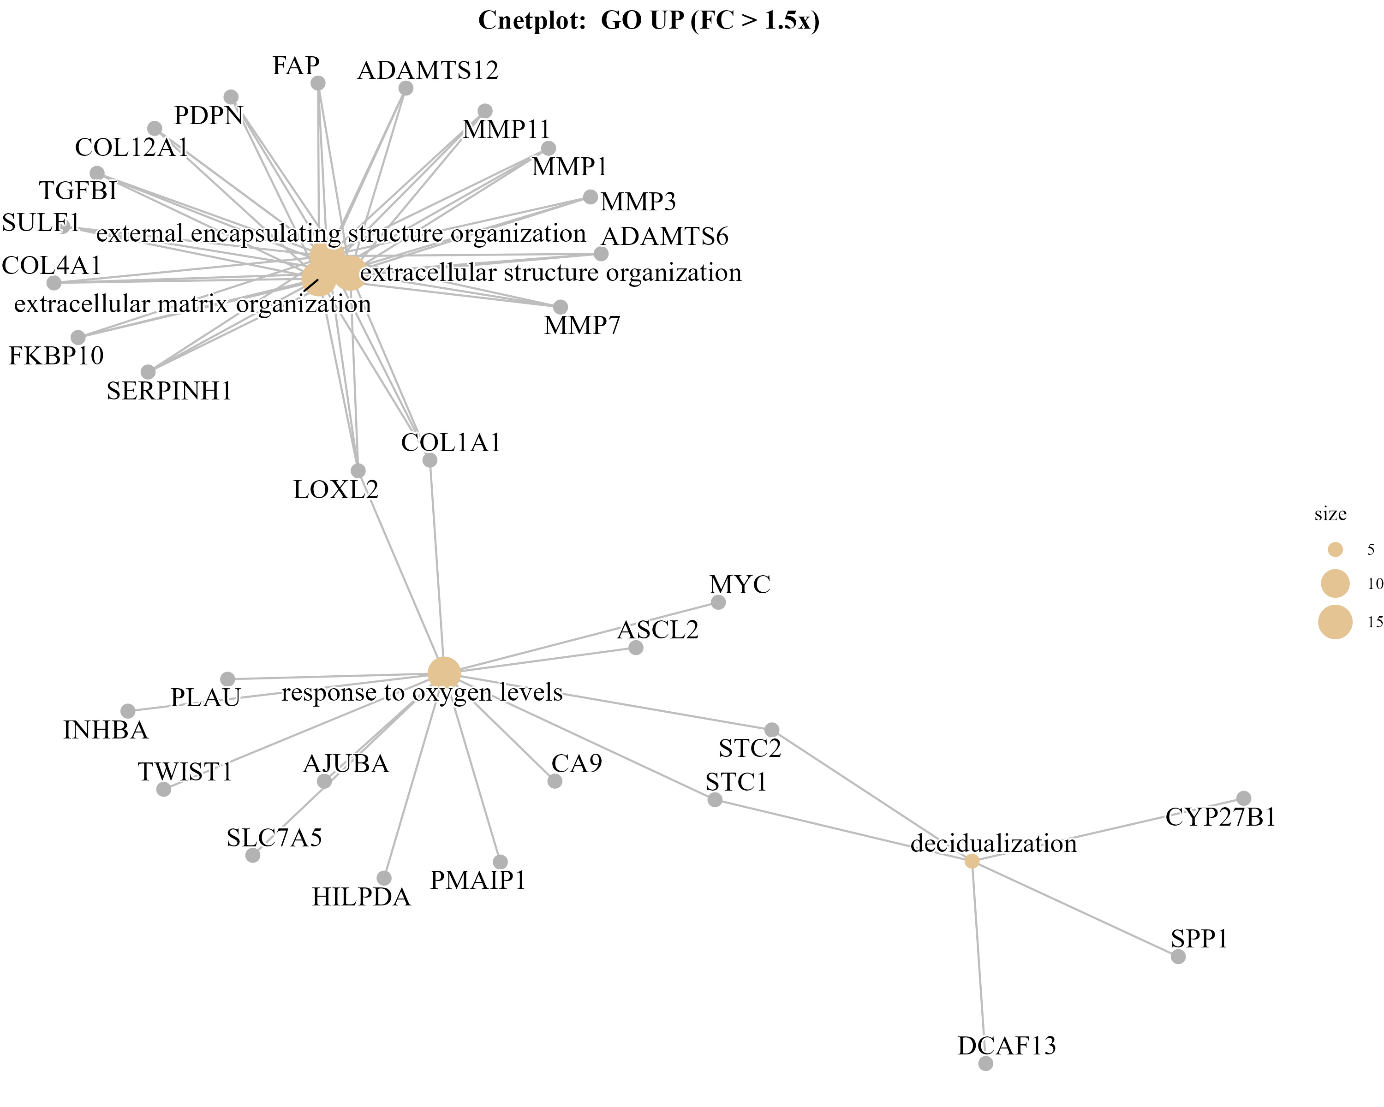 Cnetplot:  GO UP (FC > 1.5x)
FAP
ADAMTS12
PDPN
MMP11
COL12A1
MMP1
TGFBI
MMP3
SULF1
external encapsulating structure organization
ADAMTS6
COL4A1
extracellular structure organization
extracellular matrix organization
MMP7
FKBP10
SERPINH1
COL1A1
LOXL2
size
5
10
15
MYC
ASCL2
response to oxygen levels
PLAU
INHBA
STC2
TWIST1
AJUBA
CA9
STC1
CYP27B1
SLC7A5
decidualization
HILPDA
PMAIP1
SPP1
DCAF13